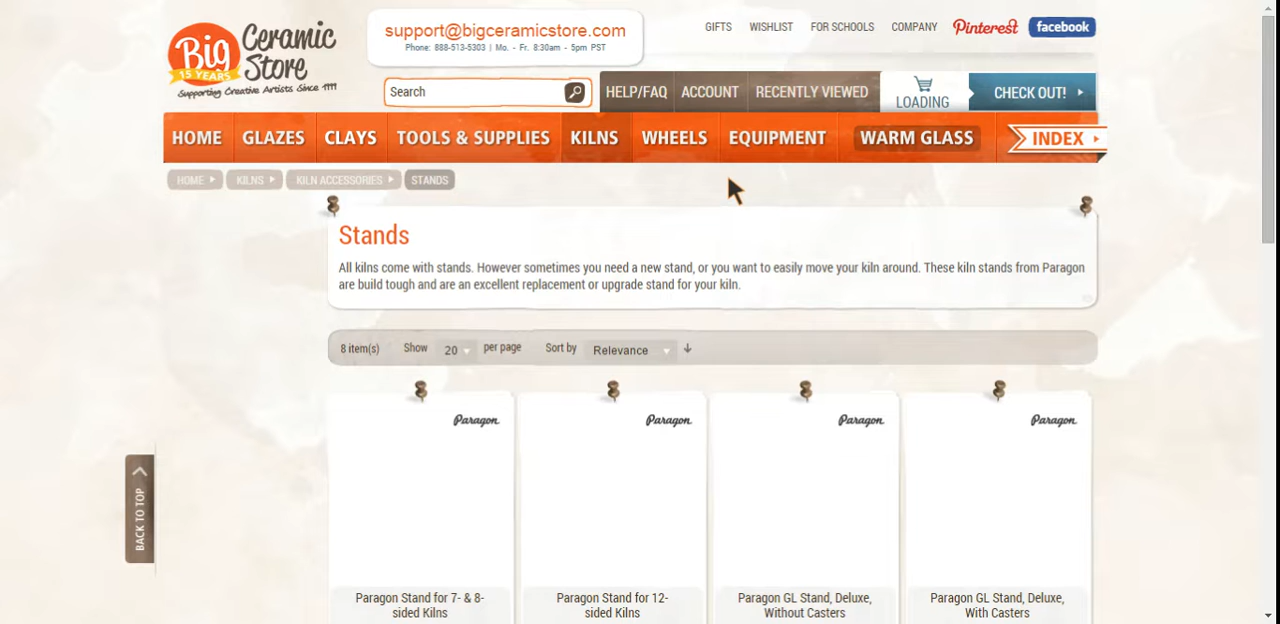 Big Ceramic Store
15 YEARS
Supporting Creative Artists Since 1999
support@bigceramicstore.com
Phone: 888-513-5303 | Mo. - Fr. 8:30am - 5pm PST
GIFTS WISHLIST FOR SCHOOLS COMPANY Pinterest facebook
Search
HELP/FAQ ACCOUNT RECENTLY VIEWED LOADING CHECK OUT!
HOME GLAZES CLAYS TOOLS & SUPPLIES KILNS WHEELS EQUIPMENT WARM GLASS INDEX
HOME KILNS KILN ACCESSORIES STANDS
Stands
All kilns come with stands. However sometimes you need a new stand, or you want to easily move your kiln around. These kiln stands from Paragon
are build tough and are an excellent replacement or upgrade stand for your kiln.
8 item(s) Show 20 per page Sort by Relevance
Paragon Paragon Paragon Paragon
BACK TO TOP
Paragon Stand for 7- & 8-
sided Kilns
Paragon Stand for 12-
sided Kilns
Paragon GL Stand, Deluxe,
Without Casters
Paragon GL Stand, Deluxe,
With Casters